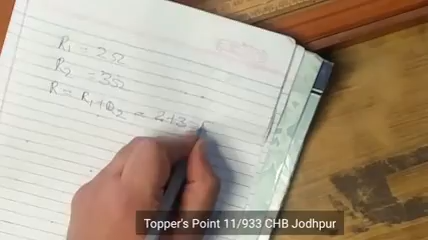 R₁ = 2Ω
R₂ = 3Ω
R = R₁ + R₂ = 2+3 =
Topper's Point 11/933 CHB Jodhpur